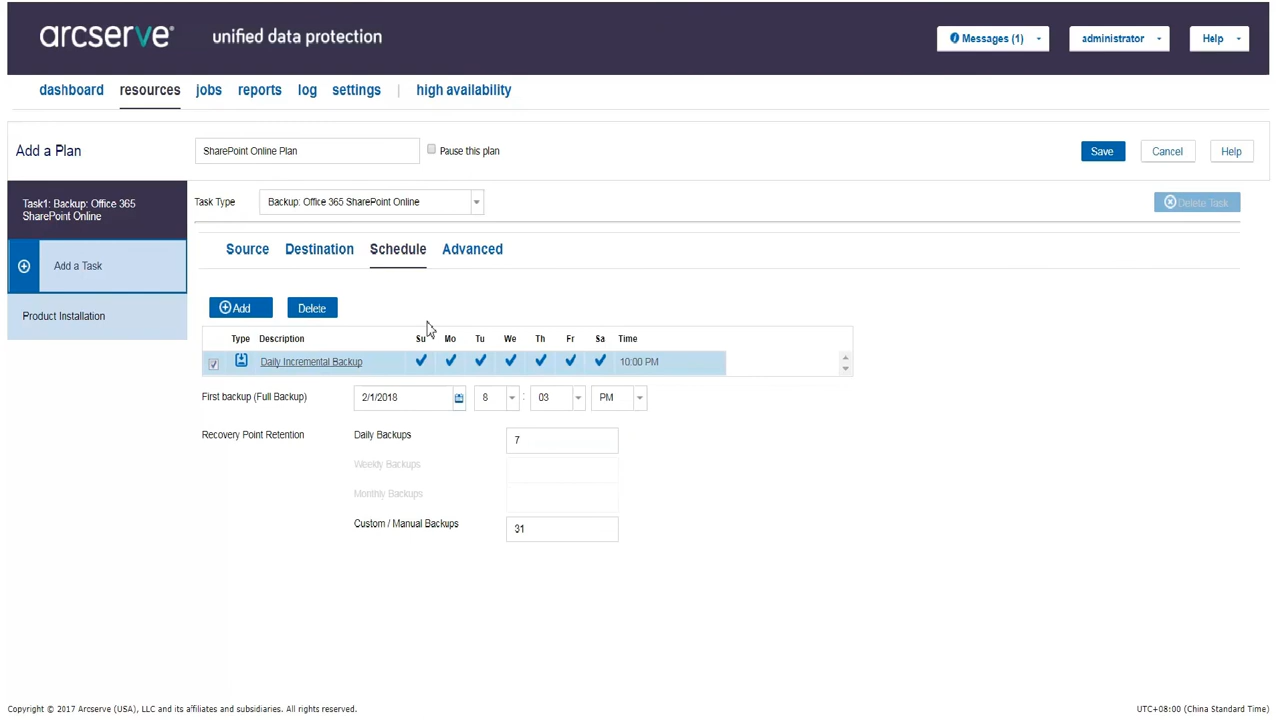 arcserve® unified data protection
Messages (1) administrator Help
dashboard resources jobs reports log settings | high availability
Add a Plan SharePoint Online Plan Pause this plan Save Cancel Help
Task1: Backup: Office 365
SharePoint Online
Task Type Backup: Office 365 SharePoint Online Delete Task
Source Destination Schedule Advanced
Add a Task
Product Installation
Add Delete
Type Description Su Mo Tu We Th Fr Sa Time
Daily Incremental Backup 10:00 PM
First backup (Full Backup) 2/1/2018 8 : 03 PM
Recovery Point Retention Daily Backups 7
Weekly Backups
Monthly Backups
Custom / Manual Backups 31
Copyright © 2017 Arcserve (USA), LLC and its affiliates and subsidiaries. All rights reserved. UTC+08:00 (China Standard Time)